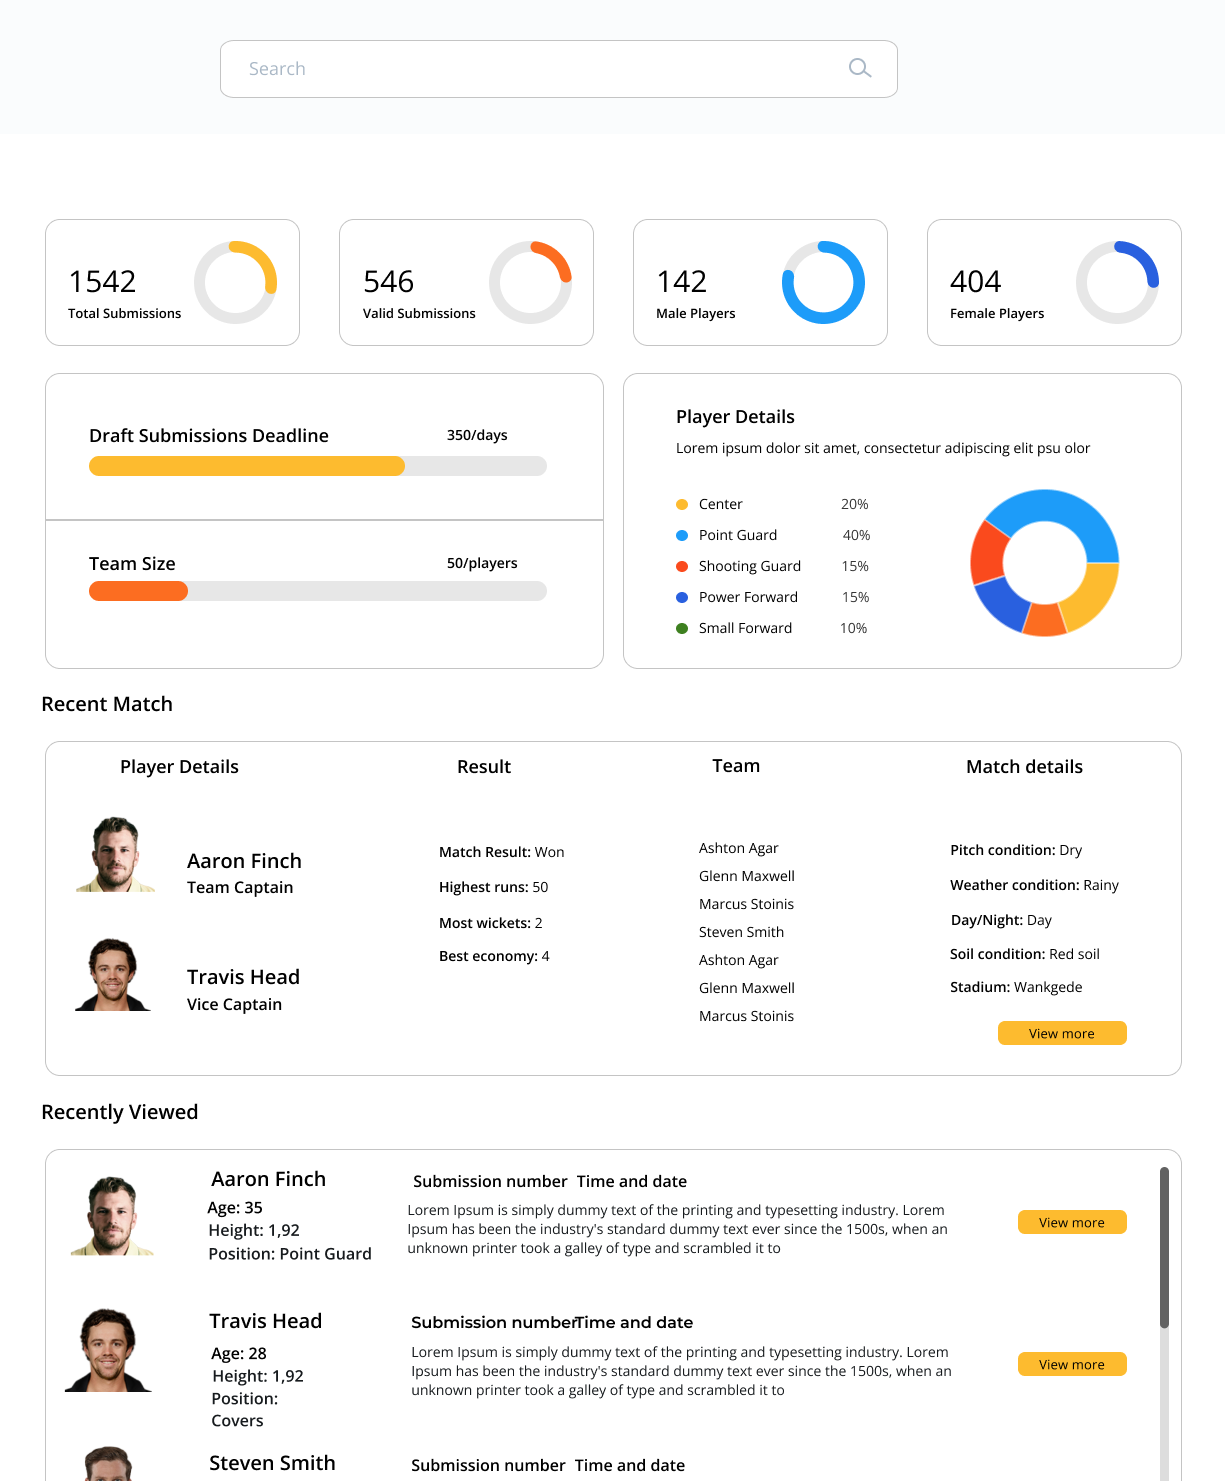 Search
1542
Total Submissions
546
Valid Submissions
142
Male Players
404
Female Players
Draft Submissions Deadline 350/days
Team Size 50/players
Player Details
Lorem ipsum dolor sit amet, consectetur adipiscing elit psu olor
Center 20%
Point Guard 40%
Shooting Guard 15%
Power Forward 15%
Small Forward 10%
Recent Match
Player Details Result Team Match details
Aaron Finch
Team Captain
Travis Head
Vice Captain
Match Result: Won
Highest runs: 50
Most wickets: 2
Best economy: 4
Ashton Agar
Glenn Maxwell
Marcus Stoinis
Steven Smith
Ashton Agar
Glenn Maxwell
Marcus Stoinis
Pitch condition: Dry
Weather condition: Rainy
Day/Night: Day
Soil condition: Red soil
Stadium: Wankgede
View more
Recently Viewed
Aaron Finch
Age: 35
Height: 1,92
Position: Point Guard
Submission number Time and date
Lorem Ipsum is simply dummy text of the printing and typesetting industry. Lorem
Ipsum has been the industry's standard dummy text ever since the 1500s, when an
unknown printer took a galley of type and scrambled it to
View more
Travis Head
Age: 28
Height: 1,92
Position:
Covers
Submission number Time and date
Lorem Ipsum is simply dummy text of the printing and typesetting industry. Lorem
Ipsum has been the industry's standard dummy text ever since the 1500s, when an
unknown printer took a galley of type and scrambled it to
View more
Steven Smith
Submission number Time and date